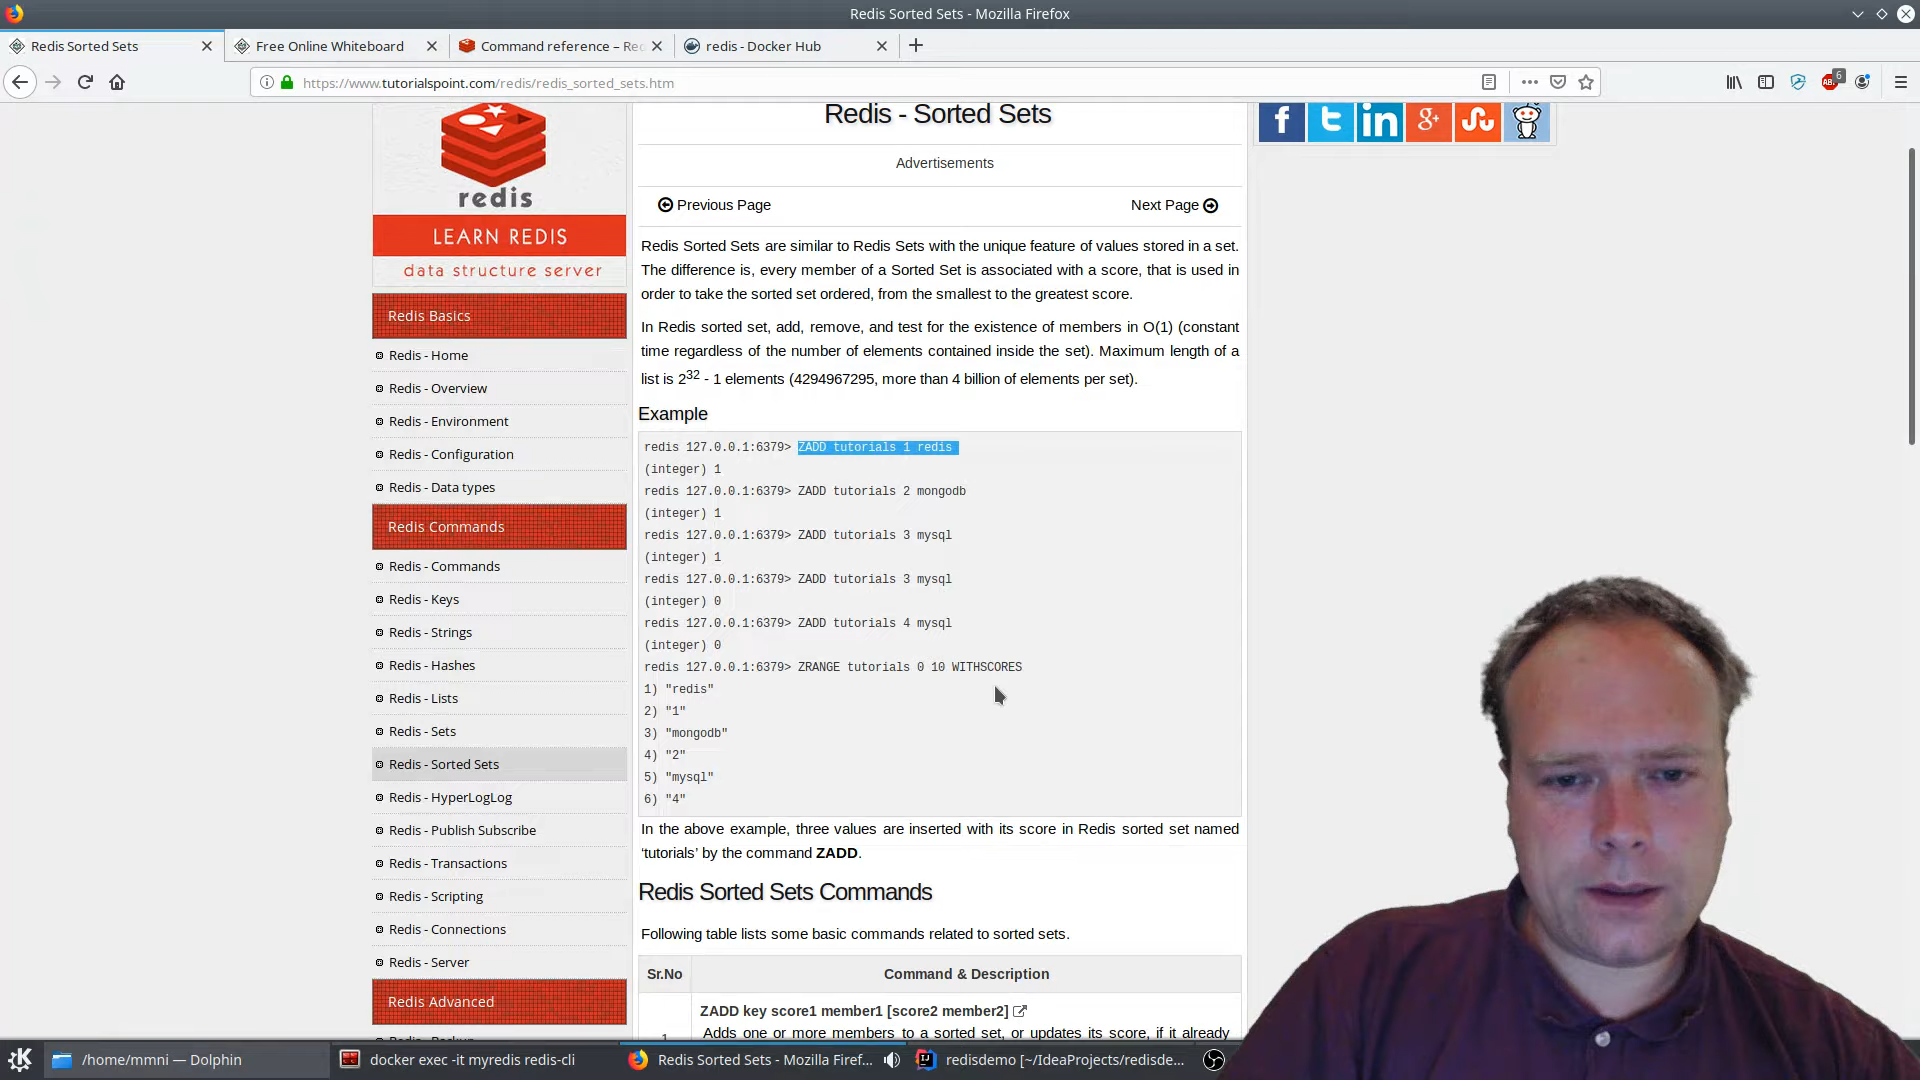 Redis Sorted Sets - Mozilla Firefox
Redis Sorted Sets
Free Online Whiteboard
Command reference – Red
redis - Docker Hub
https://www.tutorialspoint.com/redis/redis_sorted_sets.htm
6
redis
LEARN REDIS
data structure server
Redis Basics
Redis - Home
Redis - Overview
Redis - Environment
Redis - Configuration
Redis - Data types
Redis Commands
Redis - Commands
Redis - Keys
Redis - Strings
Redis - Hashes
Redis - Lists
Redis - Sets
Redis - Sorted Sets
Redis - HyperLogLog
Redis - Publish Subscribe
Redis - Transactions
Redis - Scripting
Redis - Connections
Redis - Server
Redis Advanced
Redis - Sorted Sets
Advertisements
Previous Page
Next Page
Redis Sorted Sets are similar to Redis Sets with the unique feature of values stored in a set.
The difference is, every member of a Sorted Set is associated with a score, that is used in
order to take the sorted set ordered, from the smallest to the greatest score.
In Redis sorted set, add, remove, and test for the existence of members in O(1) (constant
time regardless of the number of elements contained inside the set). Maximum length of a
list is 2^32 - 1 elements (4294967295, more than 4 billion of elements per set).
Example
redis 127.0.0.1:6379> ZADD tutorials 1 redis
(integer) 1
redis 127.0.0.1:6379> ZADD tutorials 2 mongodb
(integer) 1
redis 127.0.0.1:6379> ZADD tutorials 3 mysql
(integer) 1
redis 127.0.0.1:6379> ZADD tutorials 3 mysql
(integer) 0
redis 127.0.0.1:6379> ZADD tutorials 4 mysql
(integer) 0
redis 127.0.0.1:6379> ZRANGE tutorials 0 10 WITHSCORES
1) "redis"
2) "1"
3) "mongodb"
4) "2"
5) "mysql"
6) "4"
In the above example, three values are inserted with its score in Redis sorted set named
‘tutorials’ by the command ZADD.
Redis Sorted Sets Commands
Following table lists some basic commands related to sorted sets.
Sr.No
Command & Description
1
ZADD key score1 member1 [score2 member2]
Adds one or more members to a sorted set, or updates its score, if it already
/home/mmni — Dolphin
docker exec -it myredis redis-cli
Redis Sorted Sets - Mozilla Firef...
redisdemo [~/IdeaProjects/redisde...